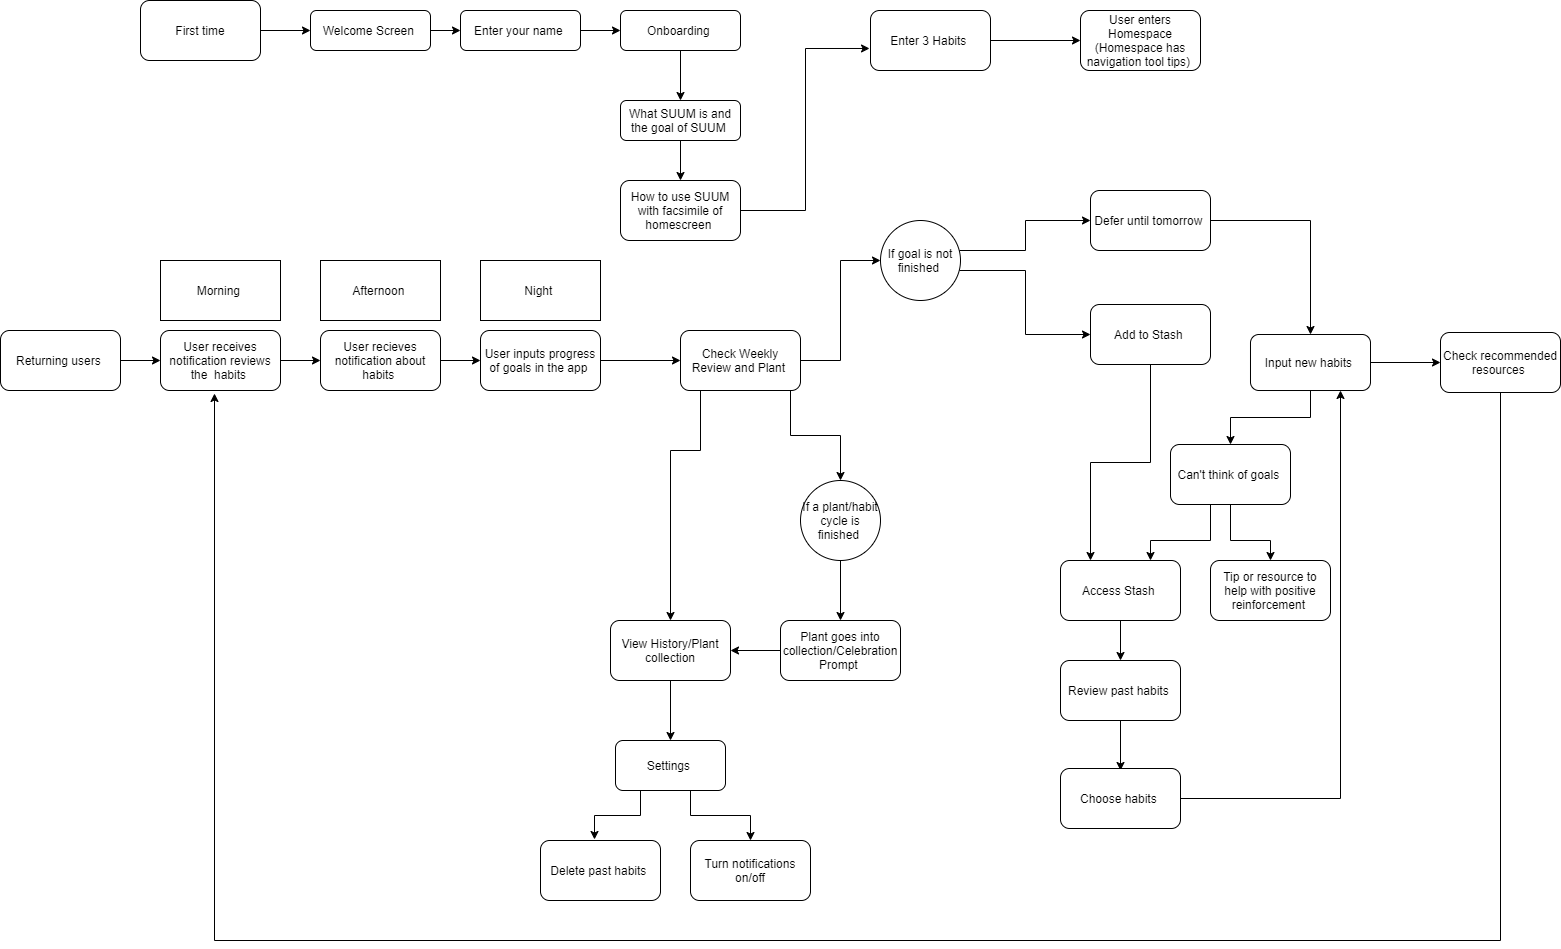 First time
Welcome Screen
Enter your name
Onboarding
Enter 3 Habits
User enters
Homespace
(Homespace has
navigation tool tips)
What SUUM is and
the goal of SUUM
How to use SUUM
with facsimile of
homescreen
If goal is not
finished
Defer until tomorrow
Morning
Afternoon
Night
Add to Stash
Returning users
User receives
notification reviews
the habits
User recieves
notification about
habits
User inputs progress
of goals in the app
Check Weekly
Review and Plant
Input new habits
Check recommended
resources
Can't think of goals
If a plant/habit
cycle is
finished
Access Stash
Tip or resource to
help with positive
reinforcement
View History/Plant
collection
Plant goes into
collection/Celebration
Prompt
Review past habits
Settings
Choose habits
Delete past habits
Turn notifications
on/off